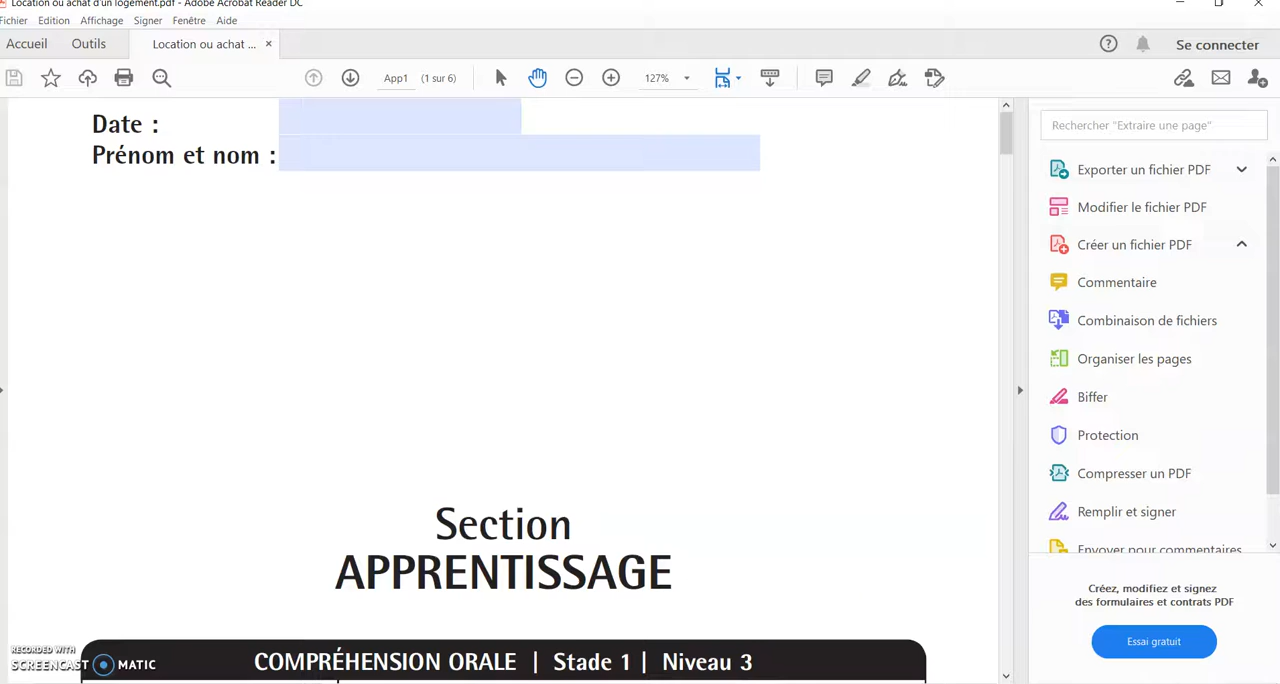 Location ou achat d'un logement.pdf - Adobe Acrobat Reader DC
Fichier Edition Affichage Signer Fenêtre Aide
Accueil Outils Location ou achat ... × Se connecter
App1 (1 sur 6) 127%
Date :
Prénom et nom :
Section
APPRENTISSAGE
COMPRÉHENSION ORALE | Stade 1 | Niveau 3
RECORDED WITH
SCREENCAST MATIC
Rechercher "Extraire une page"
Exporter un fichier PDF
Modifier le fichier PDF
Créer un fichier PDF
Commentaire
Combinaison de fichiers
Organiser les pages
Biffer
Protection
Compresser un PDF
Remplir et signer
Envoyer pour commentaires
Créez, modifiez et signez
des formulaires et contrats PDF
Essai gratuit